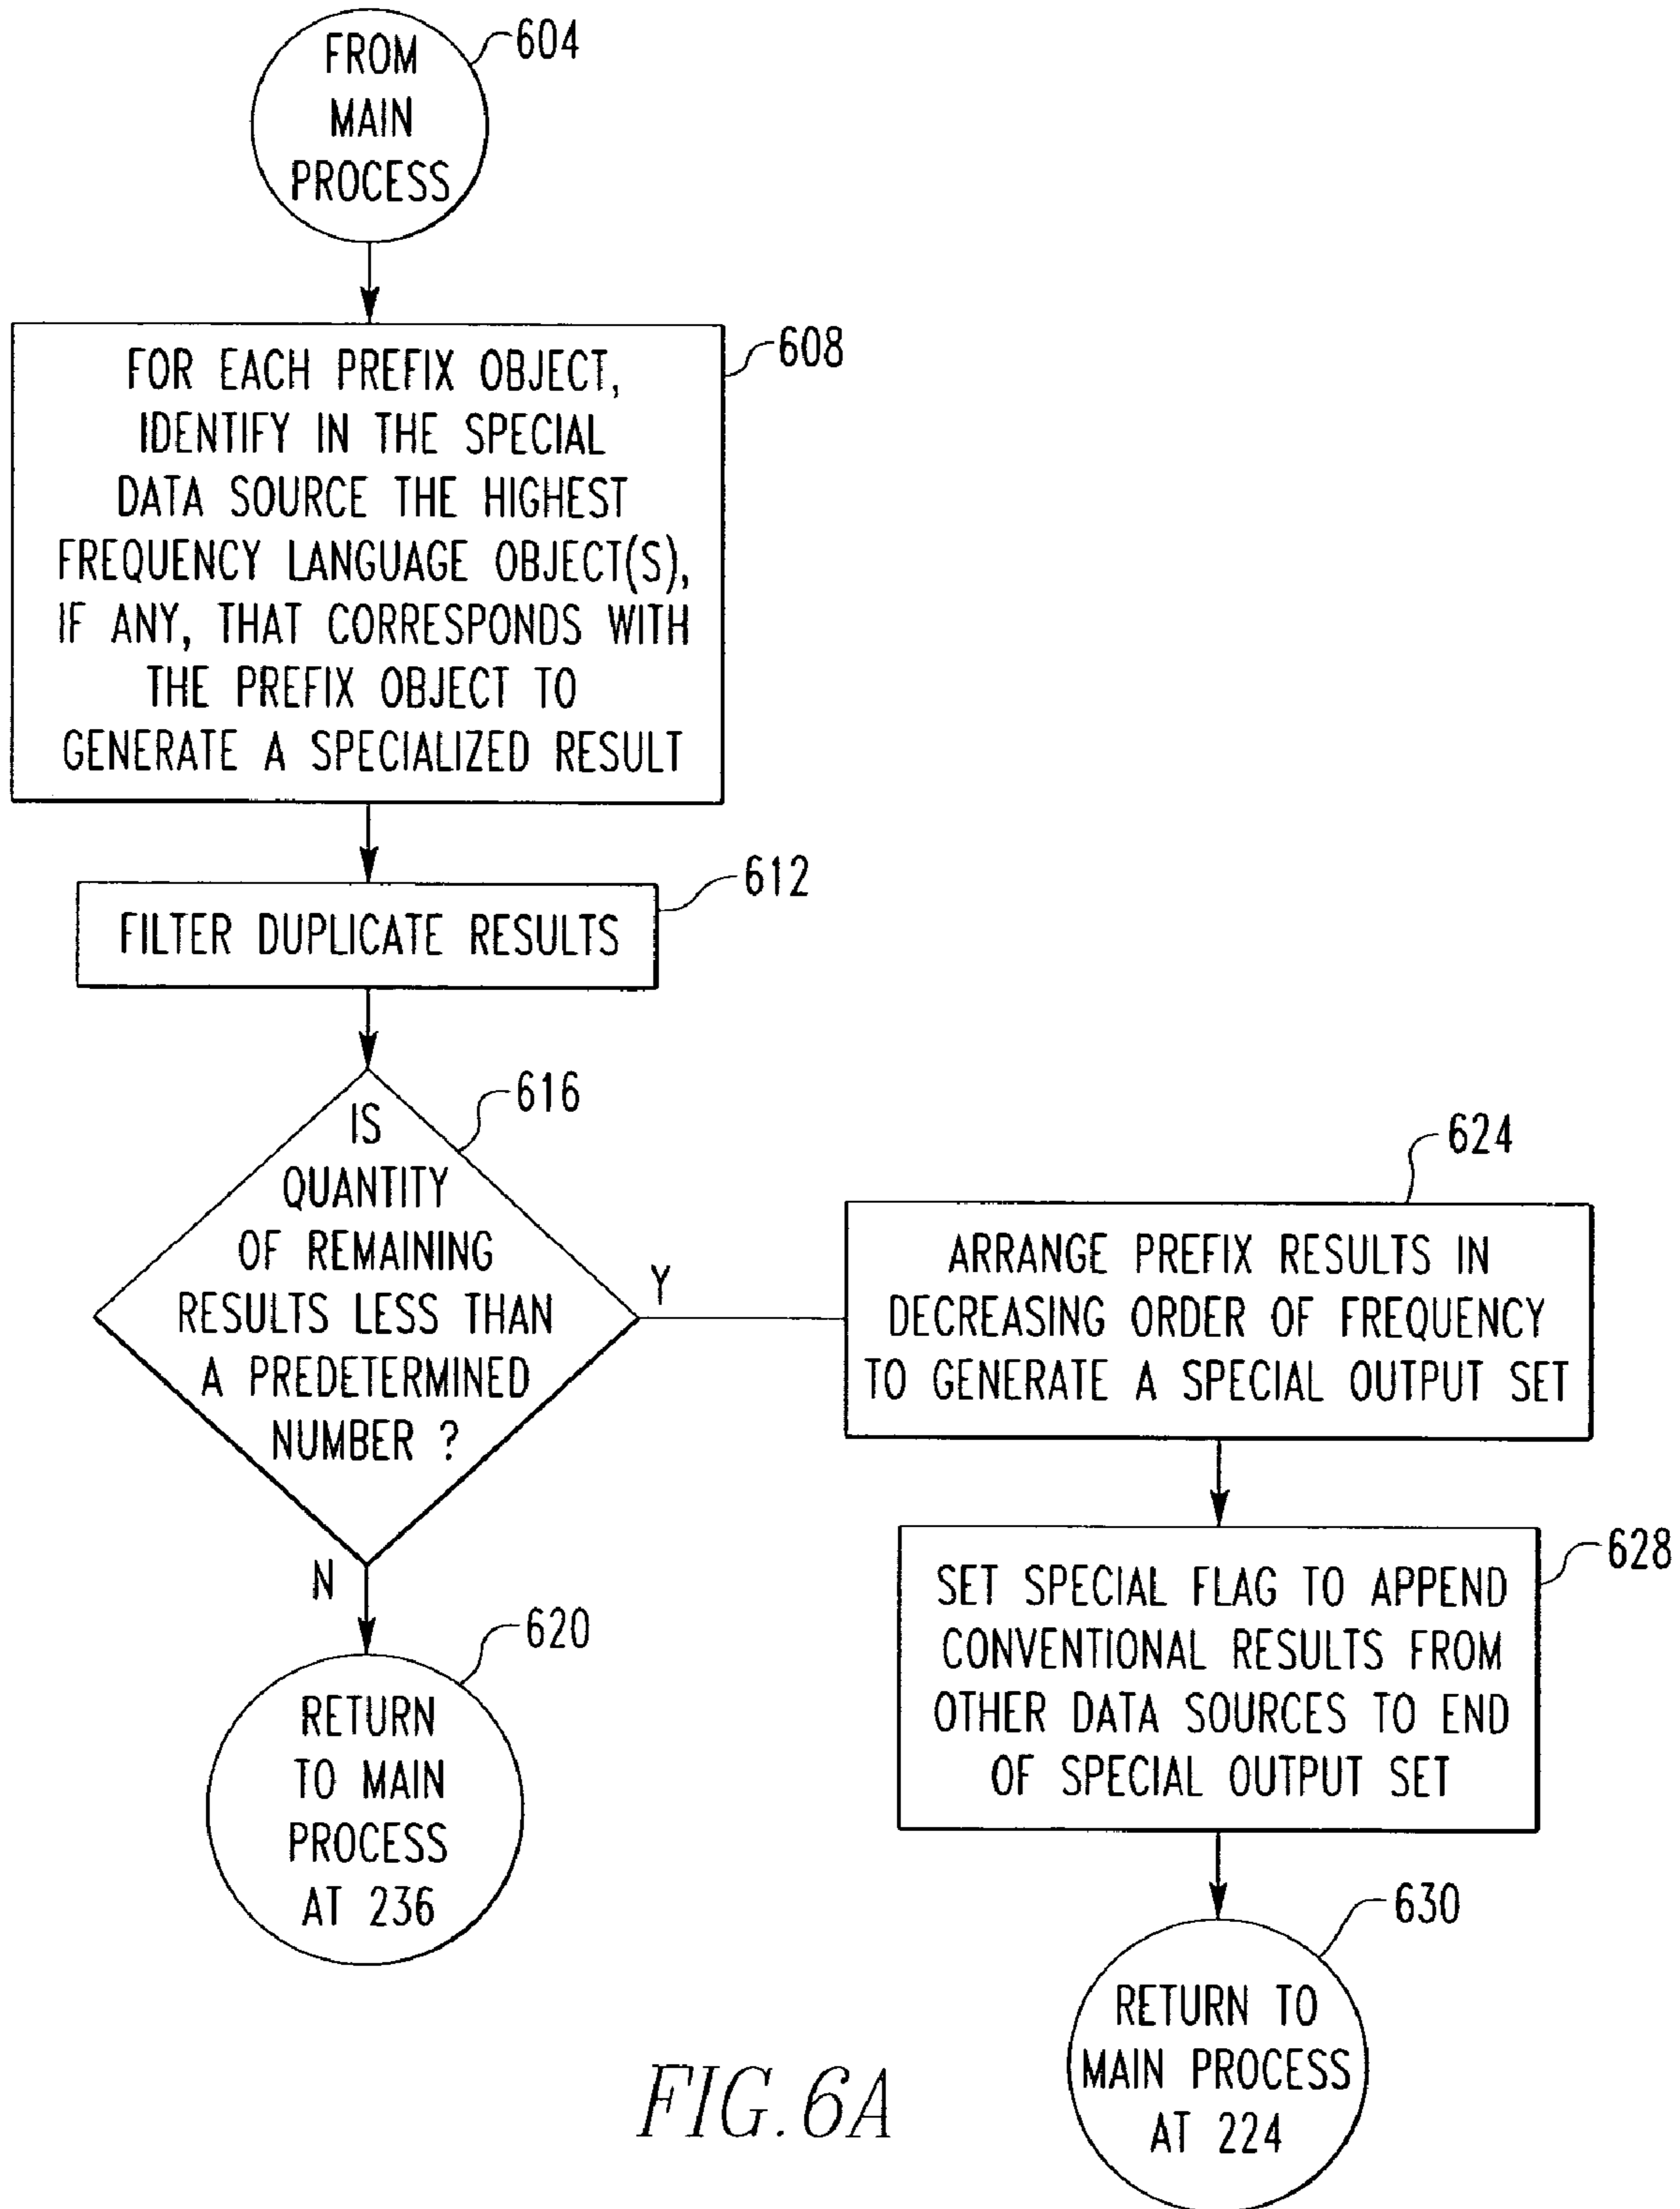 FROM
MAIN
PROCESS
604
FOR EACH PREFIX OBJECT,
IDENTIFY IN THE SPECIAL
DATA SOURCE THE HIGHEST
FREQUENCY LANGUAGE OBJECT(S),
IF ANY, THAT CORRESPONDS WITH
THE PREFIX OBJECT TO
GENERATE A SPECIALIZED RESULT
608
FILTER DUPLICATE RESULTS
612
IS
QUANTITY
OF REMAINING
RESULTS LESS THAN
A PREDETERMINED
NUMBER ?
616
Y
N
RETURN
TO MAIN
PROCESS
AT 236
620
ARRANGE PREFIX RESULTS IN
DECREASING ORDER OF FREQUENCY
TO GENERATE A SPECIAL OUTPUT SET
624
SET SPECIAL FLAG TO APPEND
CONVENTIONAL RESULTS FROM
OTHER DATA SOURCES TO END
OF SPECIAL OUTPUT SET
628
RETURN TO
MAIN PROCESS
AT 224
630
FIG. 6A